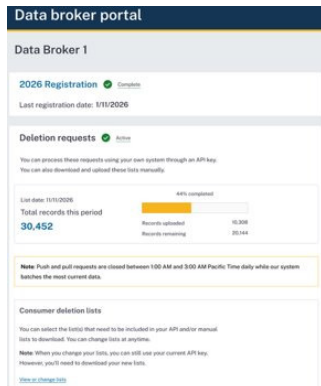 Data broker portal
Data Broker 1
2026 Registration Complete
Last registration date: 1/11/2026
Deletion requests Active
You can process these requests using your own system through an API key.
You can also download and upload these lists manually.
List date: 11/11/2026
Total records this period
30,452
44% completed
Records uploaded 10,308
Records remaining 20,144
Note: Push and pull requests are closed between 1:00 AM and 3:00 AM Pacific Time daily while our system
batches the most current data.
Consumer deletion lists
You can select the list(s) that need to be included in your API and/or manual
lists to download. You can change lists at anytime.
Note: When you change your lists, you can still use your current API key.
However, you'll need to download your new lists.
View or change lists